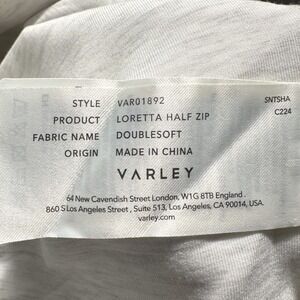 STYLE VAR01892 SNTSHA
PRODUCT LORETTA HALF ZIP C224
FABRIC NAME DOUBLESOFT
ORIGIN MADE IN CHINA
VARLEY
64 New Cavendish Street London, W1G 8TB England.
860 S Los Angeles Street, Suite 513, Los Angeles, CA 90014, USA.
varley.com